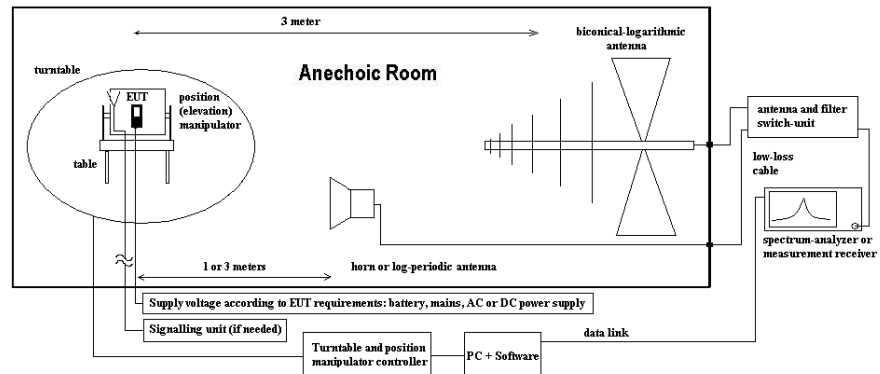 3 meter
biconical-logarithmic
antenna
turntable
Anechoic Room
EUT
position
(elevation)
manipulator
table
antenna and filter
switch-unit
low-loss
cable
spectrum-analyzer or
measurement receiver
1 or 3 meters
horn or log-periodic antenna
Supply voltage according to EUT requirements: battery, mains, AC or DC power supply
Signalling unit (if needed)
data link
Turntable and position
manipulator controller
PC + Software